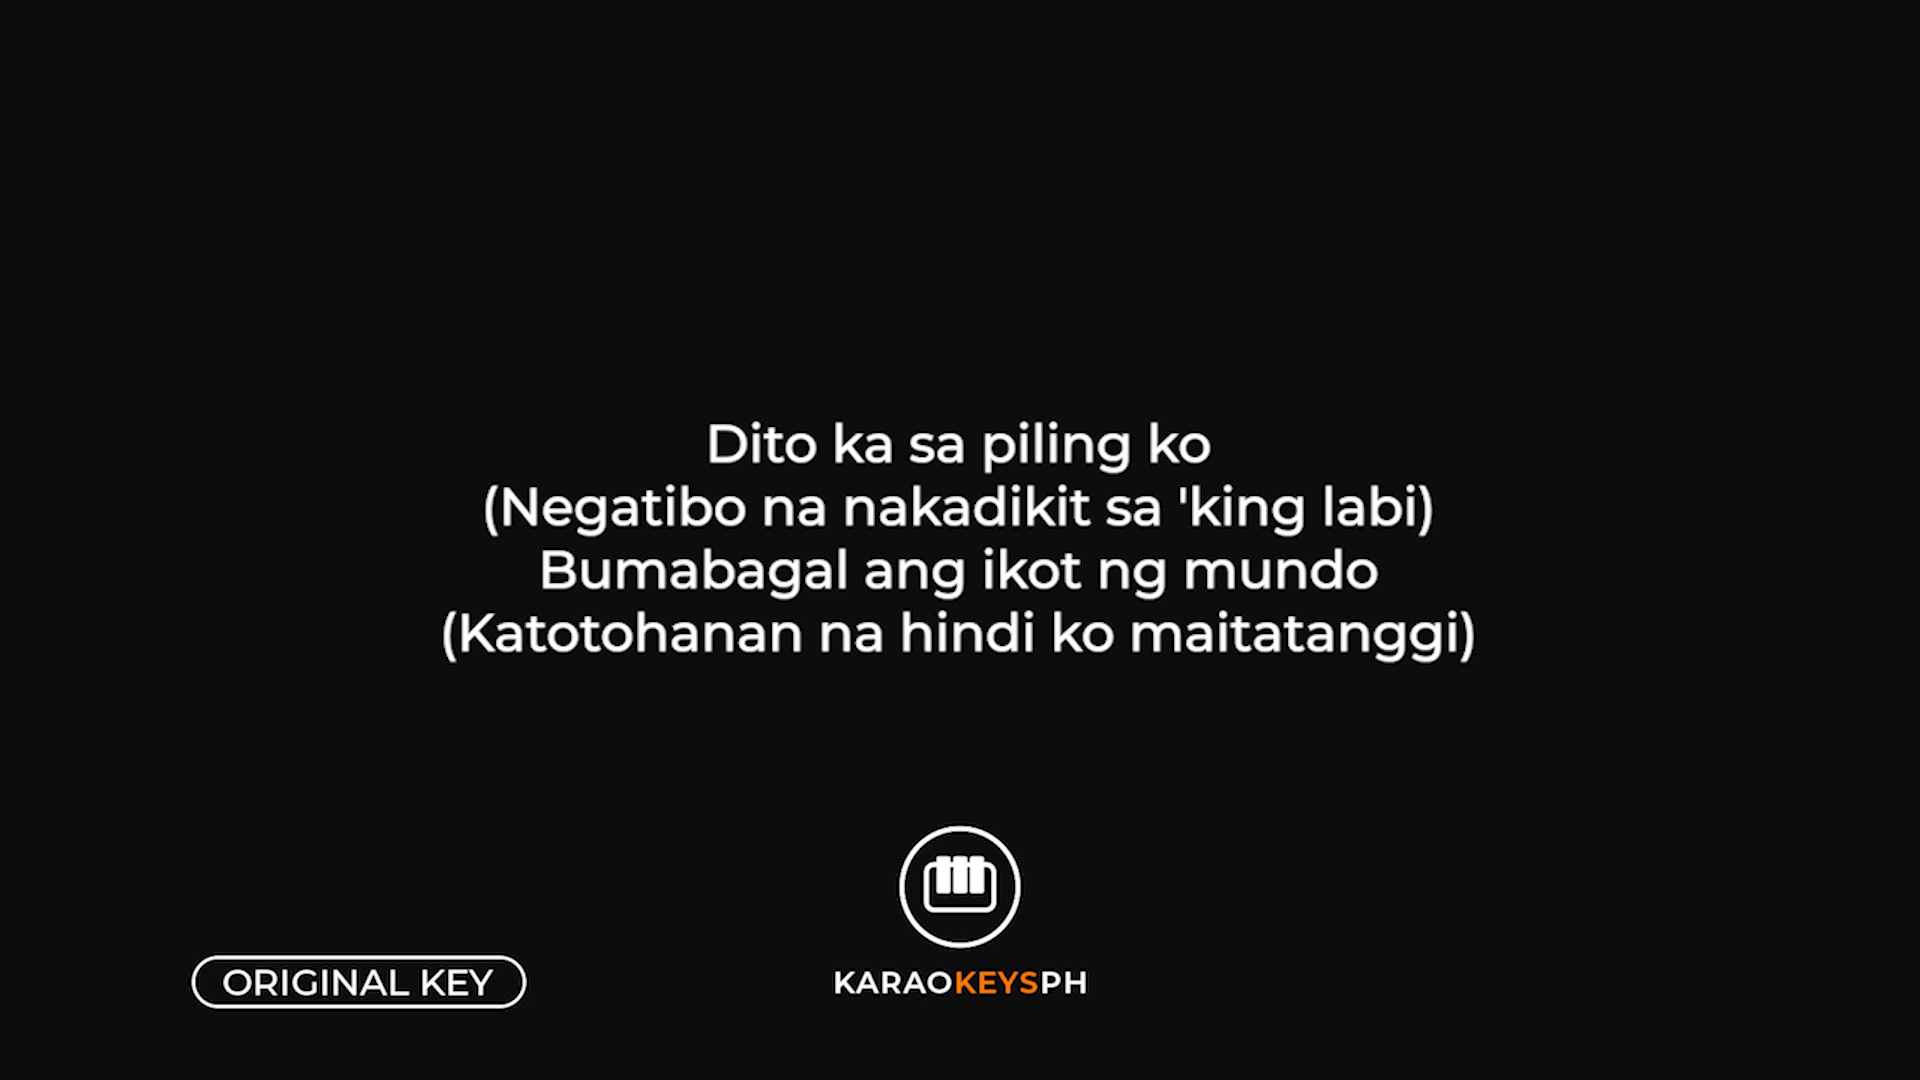 Dito ka sa piling ko
(Negatibo na nakadikit sa 'king labi)
Bumabagal ang ikot ng mundo
(Katotohanan na hindi ko maitatanggi)
ORIGINAL KEY
KARAOKEYSPH